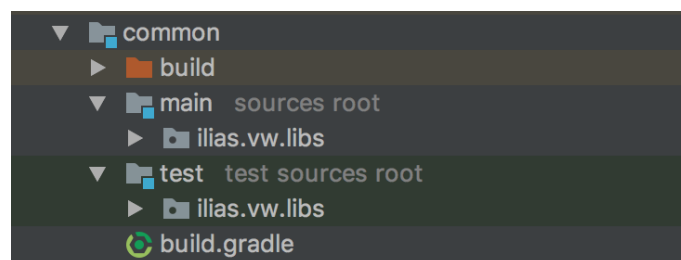 common
build
main sources root
ilias.vw.libs
test test sources root
ilias.vw.libs
build.gradle